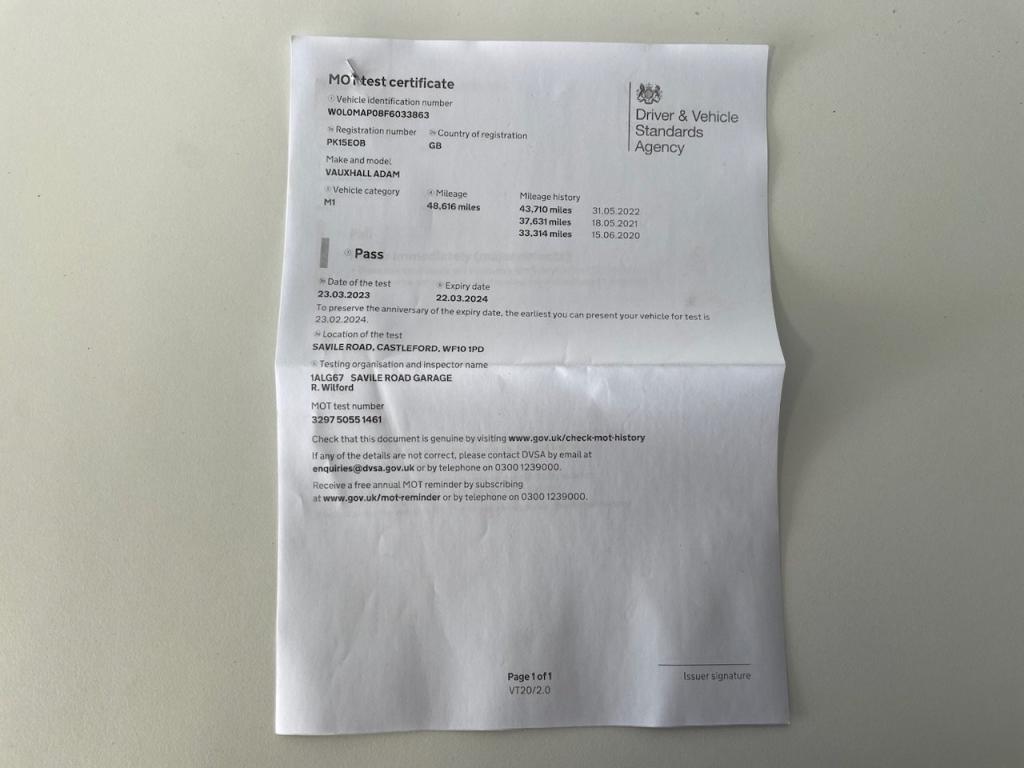 MOT test certificate
Driver & Vehicle
Standards
Agency
Vehicle identification number
W0L0MAP08F6033863
Registration number Country of registration
PK15EOB GB
Make and model
VAUXHALL ADAM
Vehicle category Mileage Mileage history
M1 48,616 miles 43,710 miles 31.05.2022
37,631 miles 18.05.2021
33,314 miles 15.06.2020
Pass
Date of the test Expiry date
23.03.2023 22.03.2024
To preserve the anniversary of the expiry date, the earliest you can present your vehicle for test is
23.02.2024.
Location of the test
SAVILE ROAD, CASTLEFORD, WF10 1PD
Testing organisation and inspector name
1ALG67 SAVILE ROAD GARAGE
R. Wilford
MOT test number
3297 5055 1461
Check that this document is genuine by visiting www.gov.uk/check-mot-history
If any of the details are not correct, please contact DVSA by email at
enquiries@dvsa.gov.uk or by telephone on 0300 1239000.
Receive a free annual MOT reminder by subscribing
at www.gov.uk/mot-reminder or by telephone on 0300 1239000.
Page 1 of 1
VT20/2.0
Issuer signature